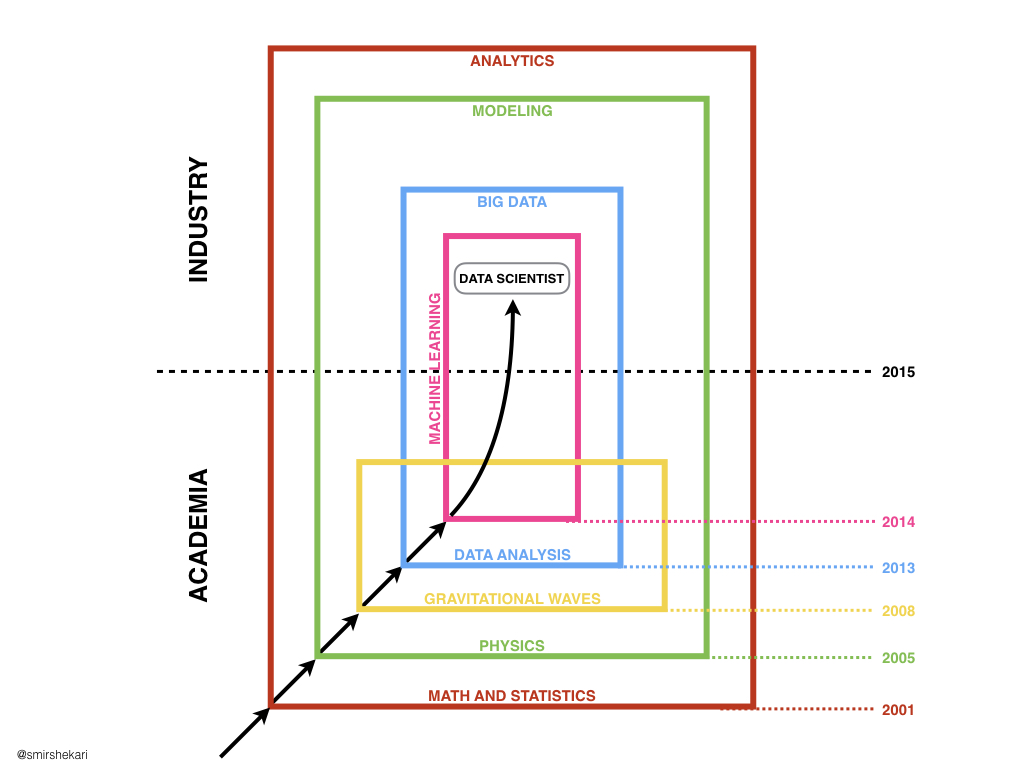 ANALYTICS
MODELING
INDUSTRY
BIG DATA
DATA SCIENTIST
MACHINE LEARNING
2015
ACADEMIA
2014
DATA ANALYSIS
2013
GRAVITATIONAL WAVES
2008
PHYSICS
2005
MATH AND STATISTICS
2001
@smirshekari